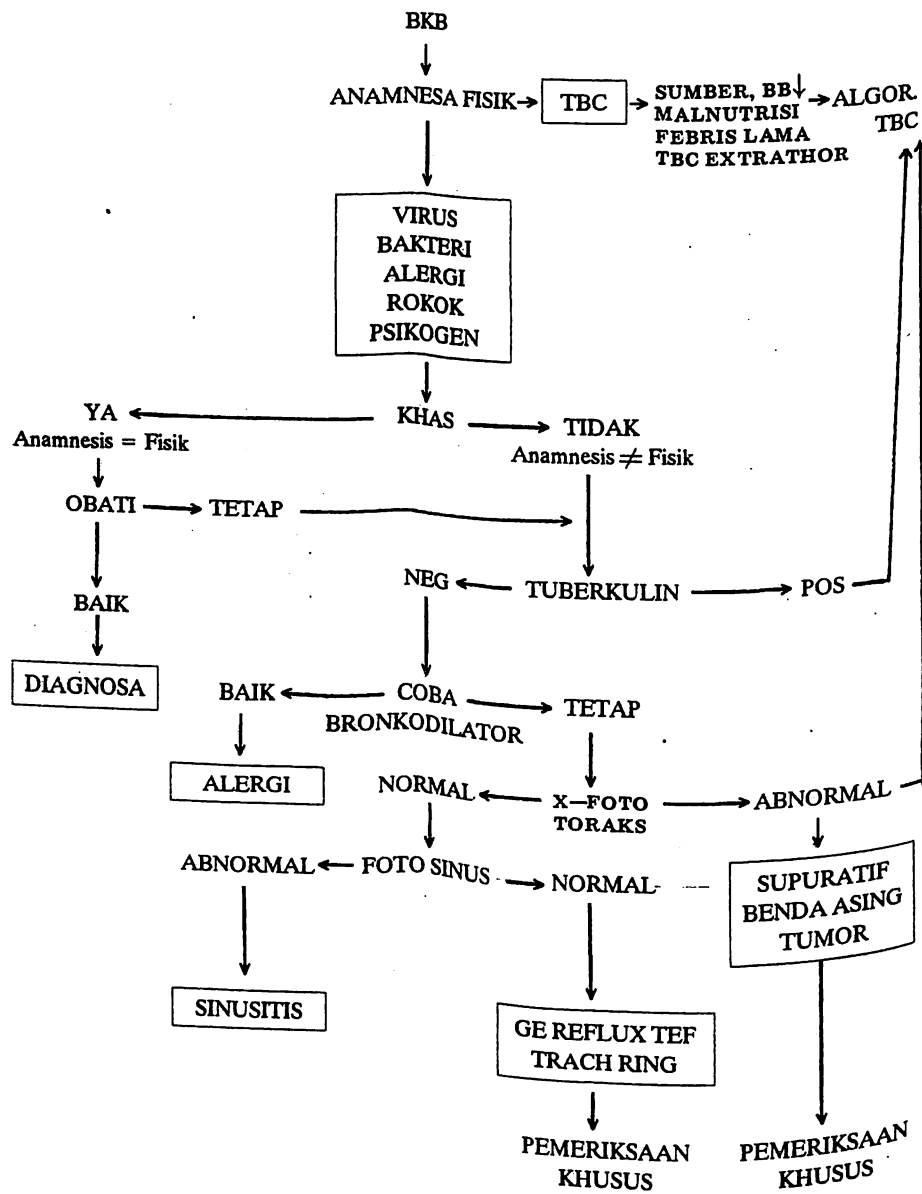 BKB
ANAMNESA FISIK
TBC
SUMBER, BB↓
MALNUTRISI
FEBRIS LAMA
TBC EXTRATHOR
ALGOR.
TBC
VIRUS
BAKTERI
ALERGI
ROKOK
PSIKOGEN
YA
Anamnesis = Fisik
KHAS
TIDAK
Anamnesis ≠ Fisik
OBATI
TETAP
NEG
TUBERKULIN
POS
BAIK
DIAGNOSA
BAIK
COBA
BRONKODILATOR
TETAP
ALERGI
NORMAL
X–FOTO
TORAKS
ABNORMAL
ABNORMAL
FOTO SINUS
NORMAL
SUPURATIF
BENDA ASING
TUMOR
SINUSITIS
GE REFLUX TEF
TRACH RING
PEMERIKSAAN
KHUSUS
PEMERIKSAAN
KHUSUS